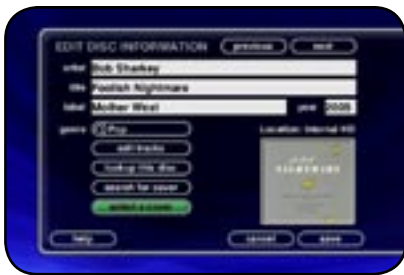 EDIT DISC INFORMATION previous next
artist Bob Sharkey
title Foolish Nightmare
label Mother West year 2005
genre Pop
edit tracks
lookup this disc
search for cover
select a cover
Location: Internal HD
NIGHTMARE
help cancel save